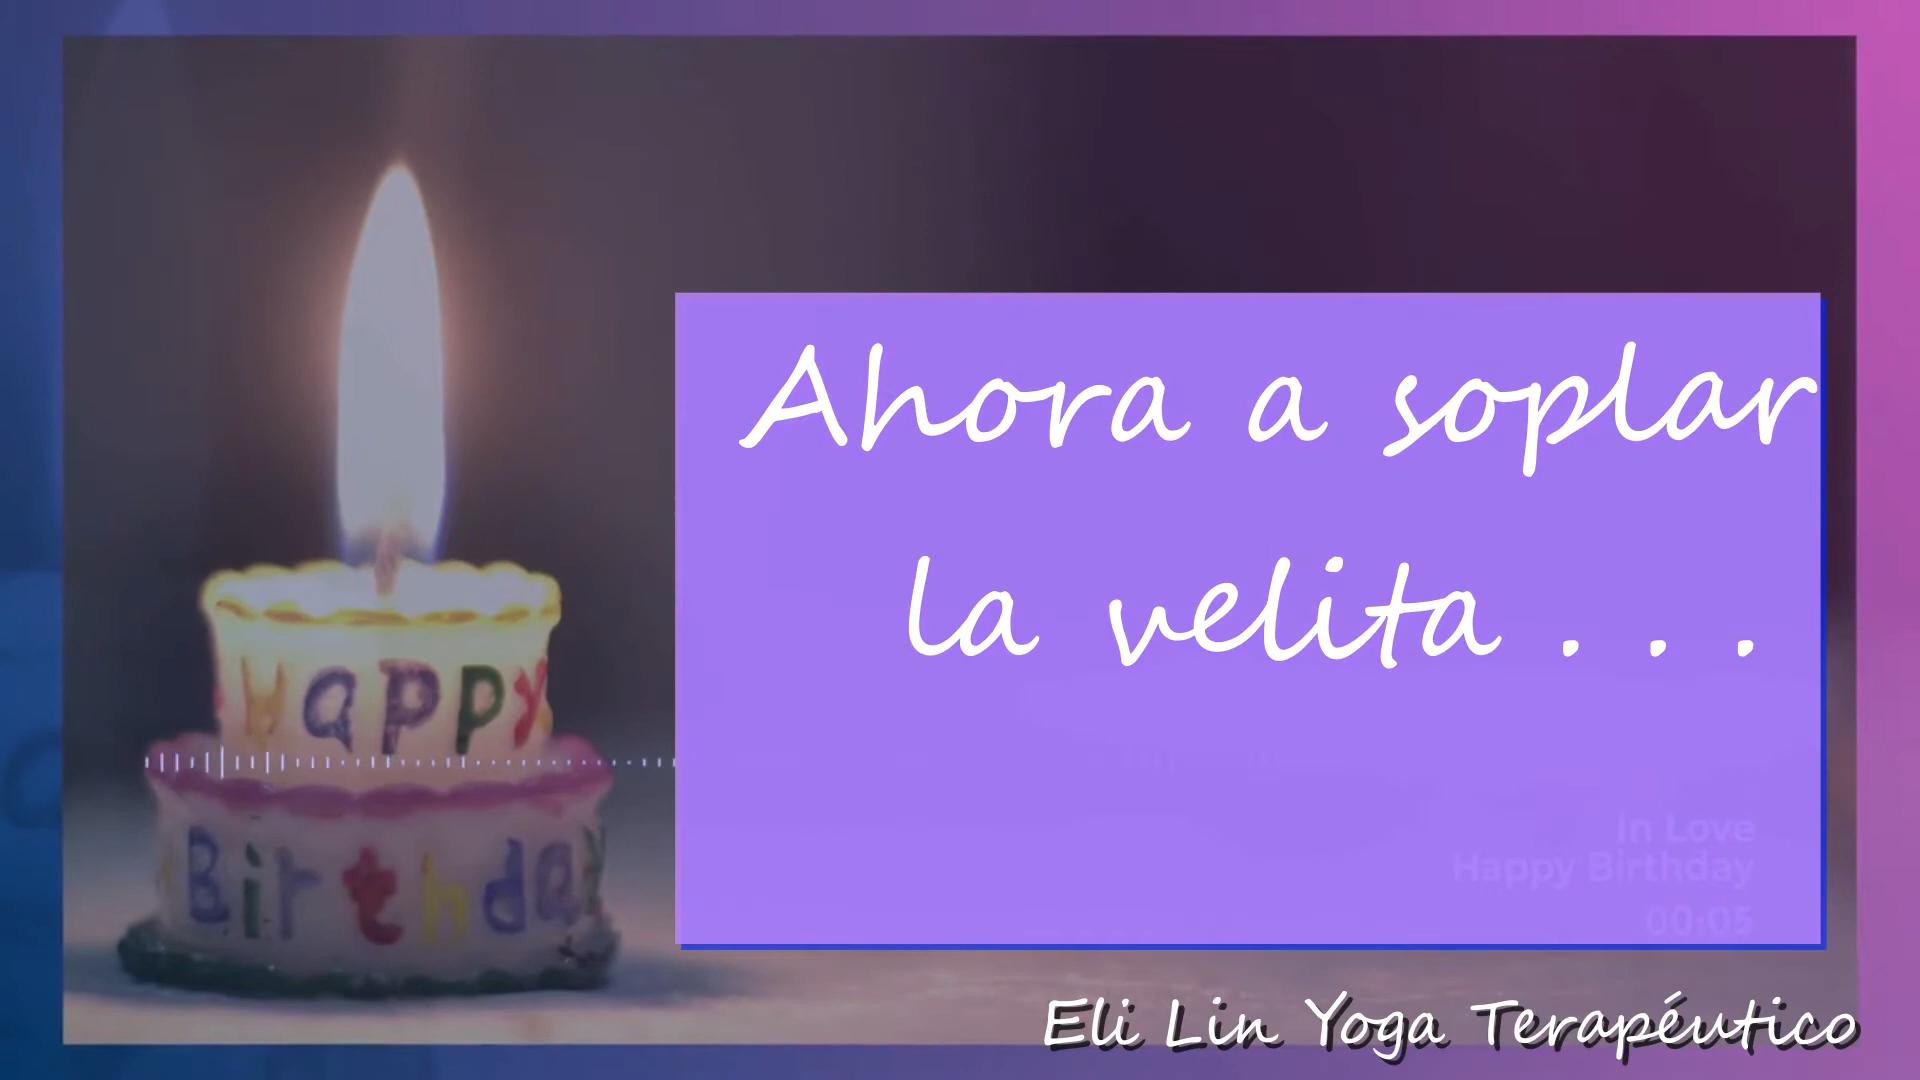 Happy
Birthday
Ahora a soplar
la velita . . .
In Love
Happy Birthday
00:05
Eli Lin Yoga Terapéutico